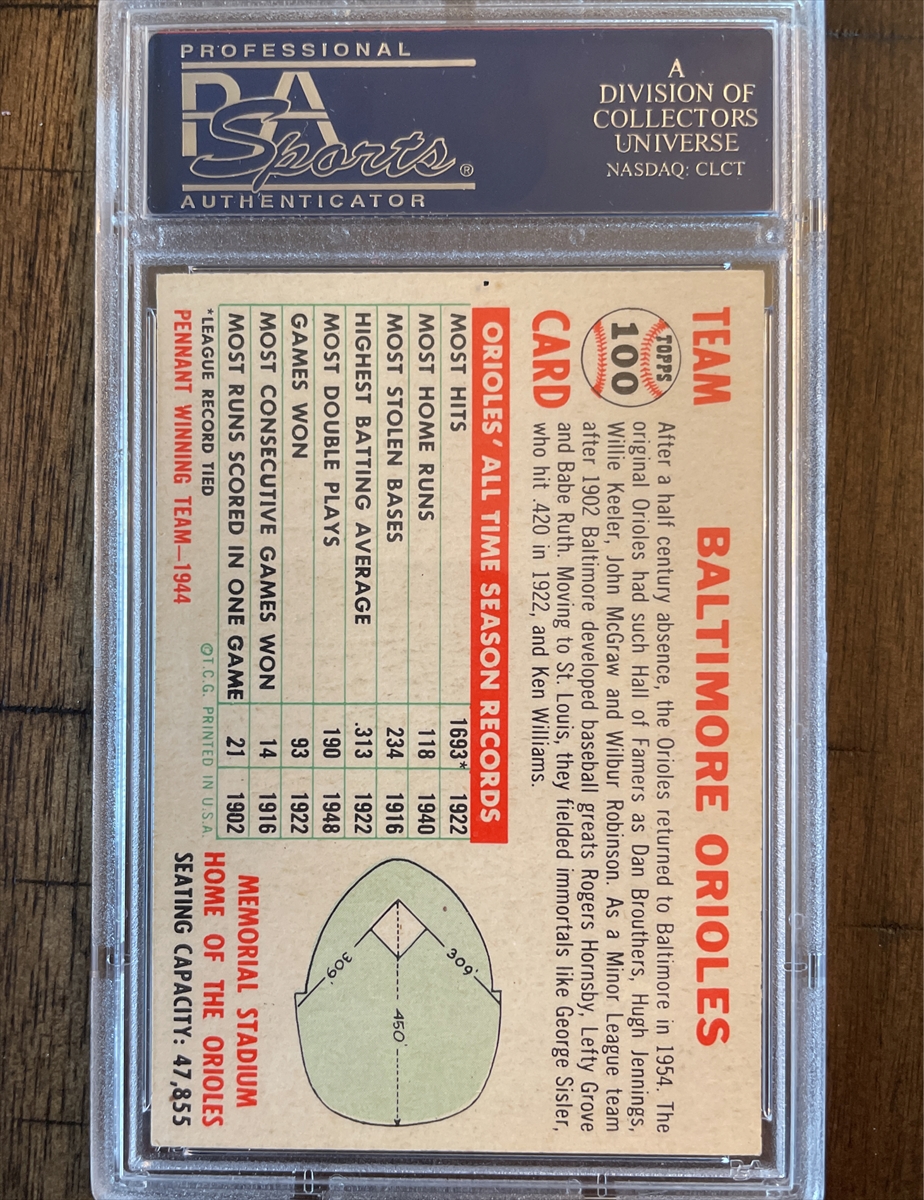 PROFESSIONAL
PSA
Sports®
AUTHENTICATOR
A
DIVISION OF
COLLECTORS
UNIVERSE
NASDAQ: CLCT
TEAM
TOPPS
100
CARD
BALTIMORE ORIOLES
After a half century absence, the Orioles returned to Baltimore in 1954. The
original Orioles had such Hall of Famers as Dan Brouthers, Hugh Jennings,
Willie Keeler, John McGraw and Wilbur Robinson. As a Minor League team
after 1902 Baltimore developed baseball greats Rogers Hornsby, Lefty Grove
and Babe Ruth. Moving to St. Louis, they fielded immortals like George Sisler,
who hit .420 in 1922, and Ken Williams.
ORIOLES' ALL TIME SEASON RECORDS
MOST HITS 1693* 1922
MOST HOME RUNS 118 1940
MOST STOLEN BASES 234 1916
HIGHEST BATTING AVERAGE .313 1922
MOST DOUBLE PLAYS 190 1948
GAMES WON 93 1922
MOST CONSECUTIVE GAMES WON 14 1916
MOST RUNS SCORED IN ONE GAME 21 1902
*LEAGUE RECORD TIED
©T.C.G. PRINTED IN U.S.A.
PENNANT WINNING TEAM—1944
309'
450'
309'
MEMORIAL STADIUM
HOME OF THE ORIOLES
SEATING CAPACITY: 47,855